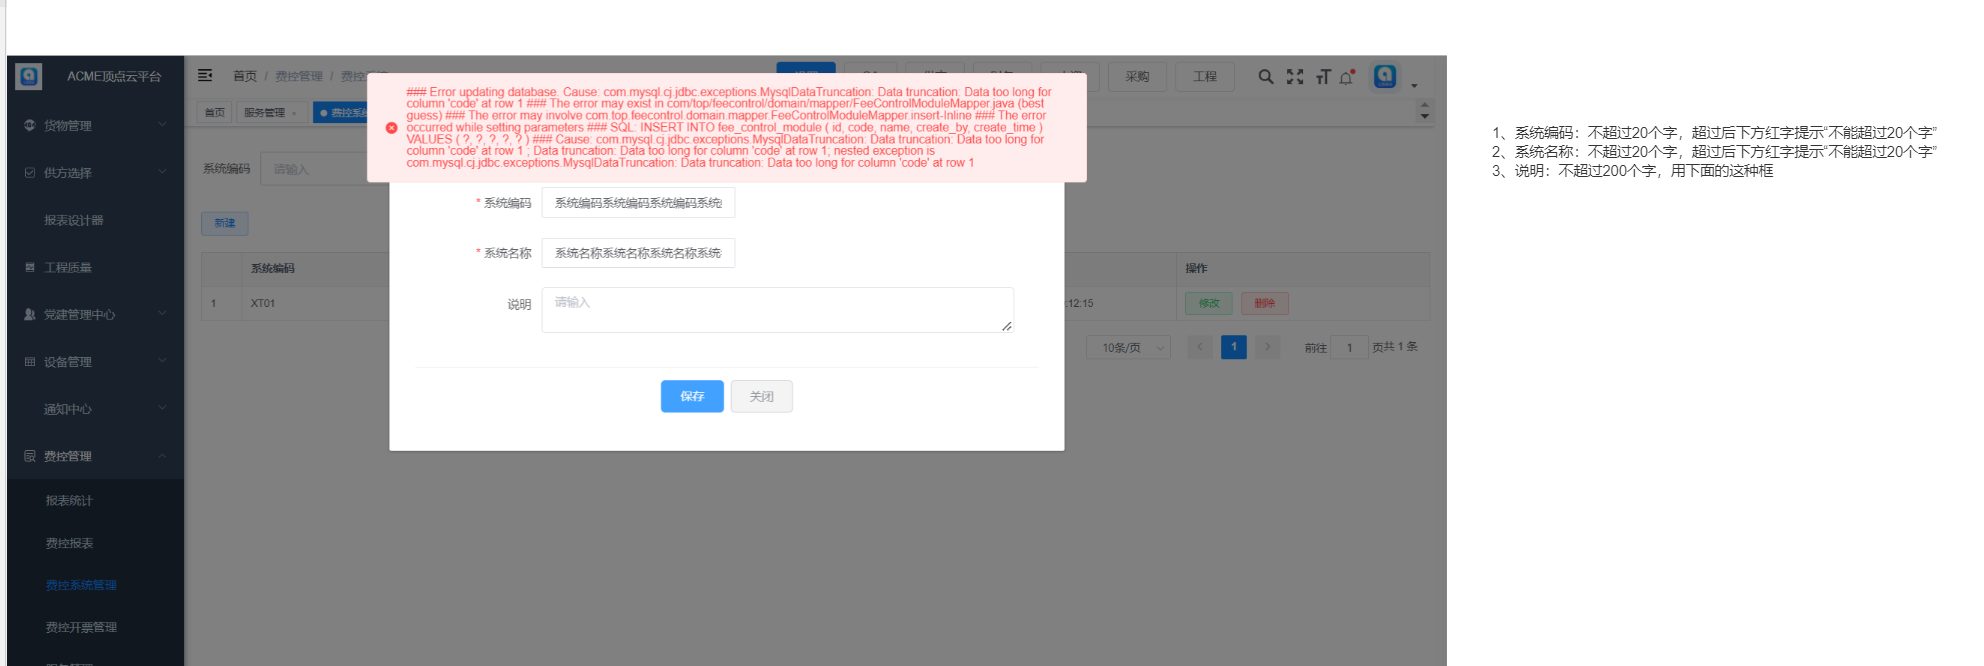 ACME顶点云平台
首页 / 费控管理 /
采购
工程
首页
服务管理
货物管理
供方选择
报表设计器
工程质量
党建管理中心
设备管理
通知中心
费控管理
报表统计
费控报表
费控系统管理
费控开票管理
### Error updating database. Cause: com.mysql.cj.jdbc.exceptions.MysqlDataTruncation: Data truncation: Data too long for
column 'code' at row 1 ### The error may exist in com/top/feecontrol/domain/mapper/FeeControlModuleMapper.java (best
guess) ### The error may involve com.top.feecontrol.domain.mapper.FeeControlModuleMapper.insert-Inline ### The error
occurred while setting parameters ### SQL: INSERT INTO fee_control_module ( id, code, name, create_by, create_time )
VALUES ( ?, ?, ?, ?, ? ) ### Cause: com.mysql.cj.jdbc.exceptions.MysqlDataTruncation: Data truncation: Data too long for
column 'code' at row 1 ; Data truncation: Data too long for column 'code' at row 1; nested exception is
com.mysql.cj.jdbc.exceptions.MysqlDataTruncation: Data truncation: Data too long for column 'code' at row 1
系统编码 请输入
新建
系统编码
操作
1 XT01
:12:15
修改 删除
10条/页 1 前往 1 页共 1 条
* 系统编码 系统编码系统编码系统编码系统
* 系统名称 系统名称系统名称系统名称系统
说明 请输入
保存 关闭
1、系统编码：不超过20个字，超过后下方红字提示“不能超过20个字”
2、系统名称：不超过20个字，超过后下方红字提示“不能超过20个字”
3、说明：不超过200个字，用下面的这种框